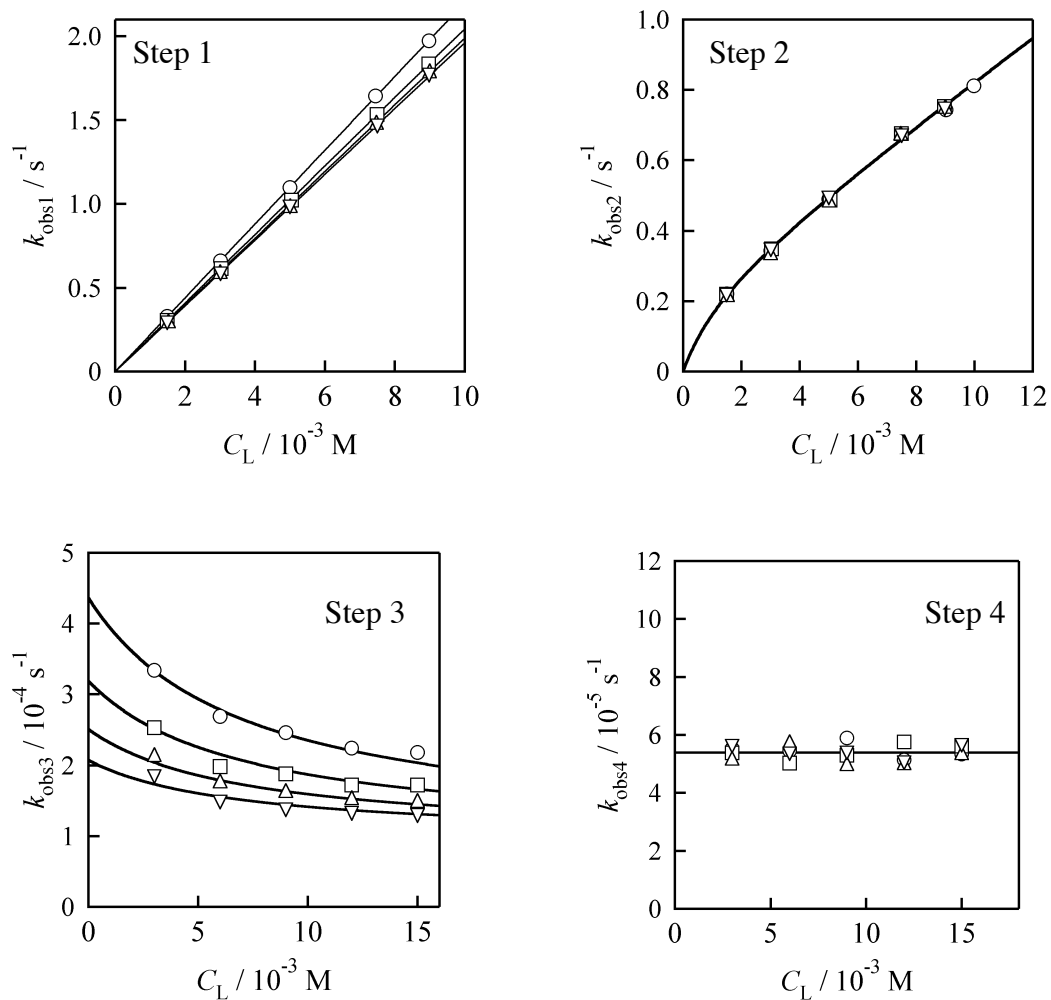 Step 1
2.0
1.5
1.0
0.5
0
0 2 4 6 8 10
k_obs1 / s^-1
C_L / 10^-3 M
Step 2
1.0
0.8
0.6
0.4
0.2
0
0 2 4 6 8 10 12
k_obs2 / s^-1
C_L / 10^-3 M
Step 3
5
4
3
2
1
0
0 5 10 15
k_obs3 / 10^-4 s^-1
C_L / 10^-3 M
Step 4
12
10
8
6
4
2
0
0 5 10 15
k_obs4 / 10^-5 s^-1
C_L / 10^-3 M